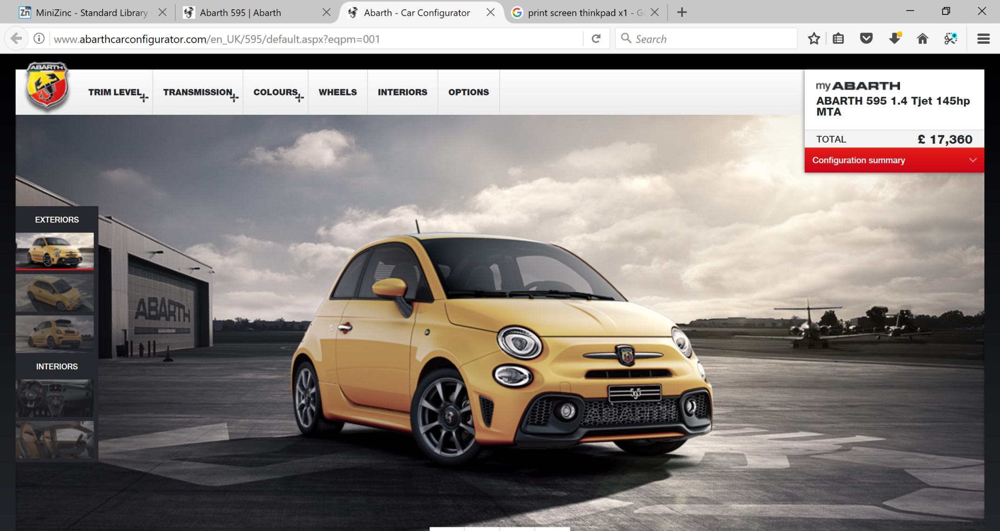 MiniZinc - Standard Library -
Abarth 595 | Abarth
Abarth - Car Configurator
print screen thinkpad x1 - Go
www.abarthcarconfigurator.com/en_UK/595/default.aspx?eqpm=001
Search
ABARTH
TRIM LEVEL
TRANSMISSION
COLOURS
WHEELS
INTERIORS
OPTIONS
my ABARTH
ABARTH 595 1.4 Tjet 145hp
MTA
TOTAL
£ 17,360
Configuration summary
EXTERIORS
ABARTH
INTERIORS
595
ABARTH